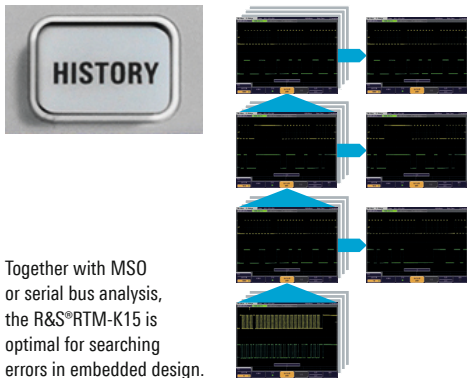 HISTORY
Together with MSO
or serial bus analysis,
the R&S®RTM-K15 is
optimal for searching
errors in embedded design.